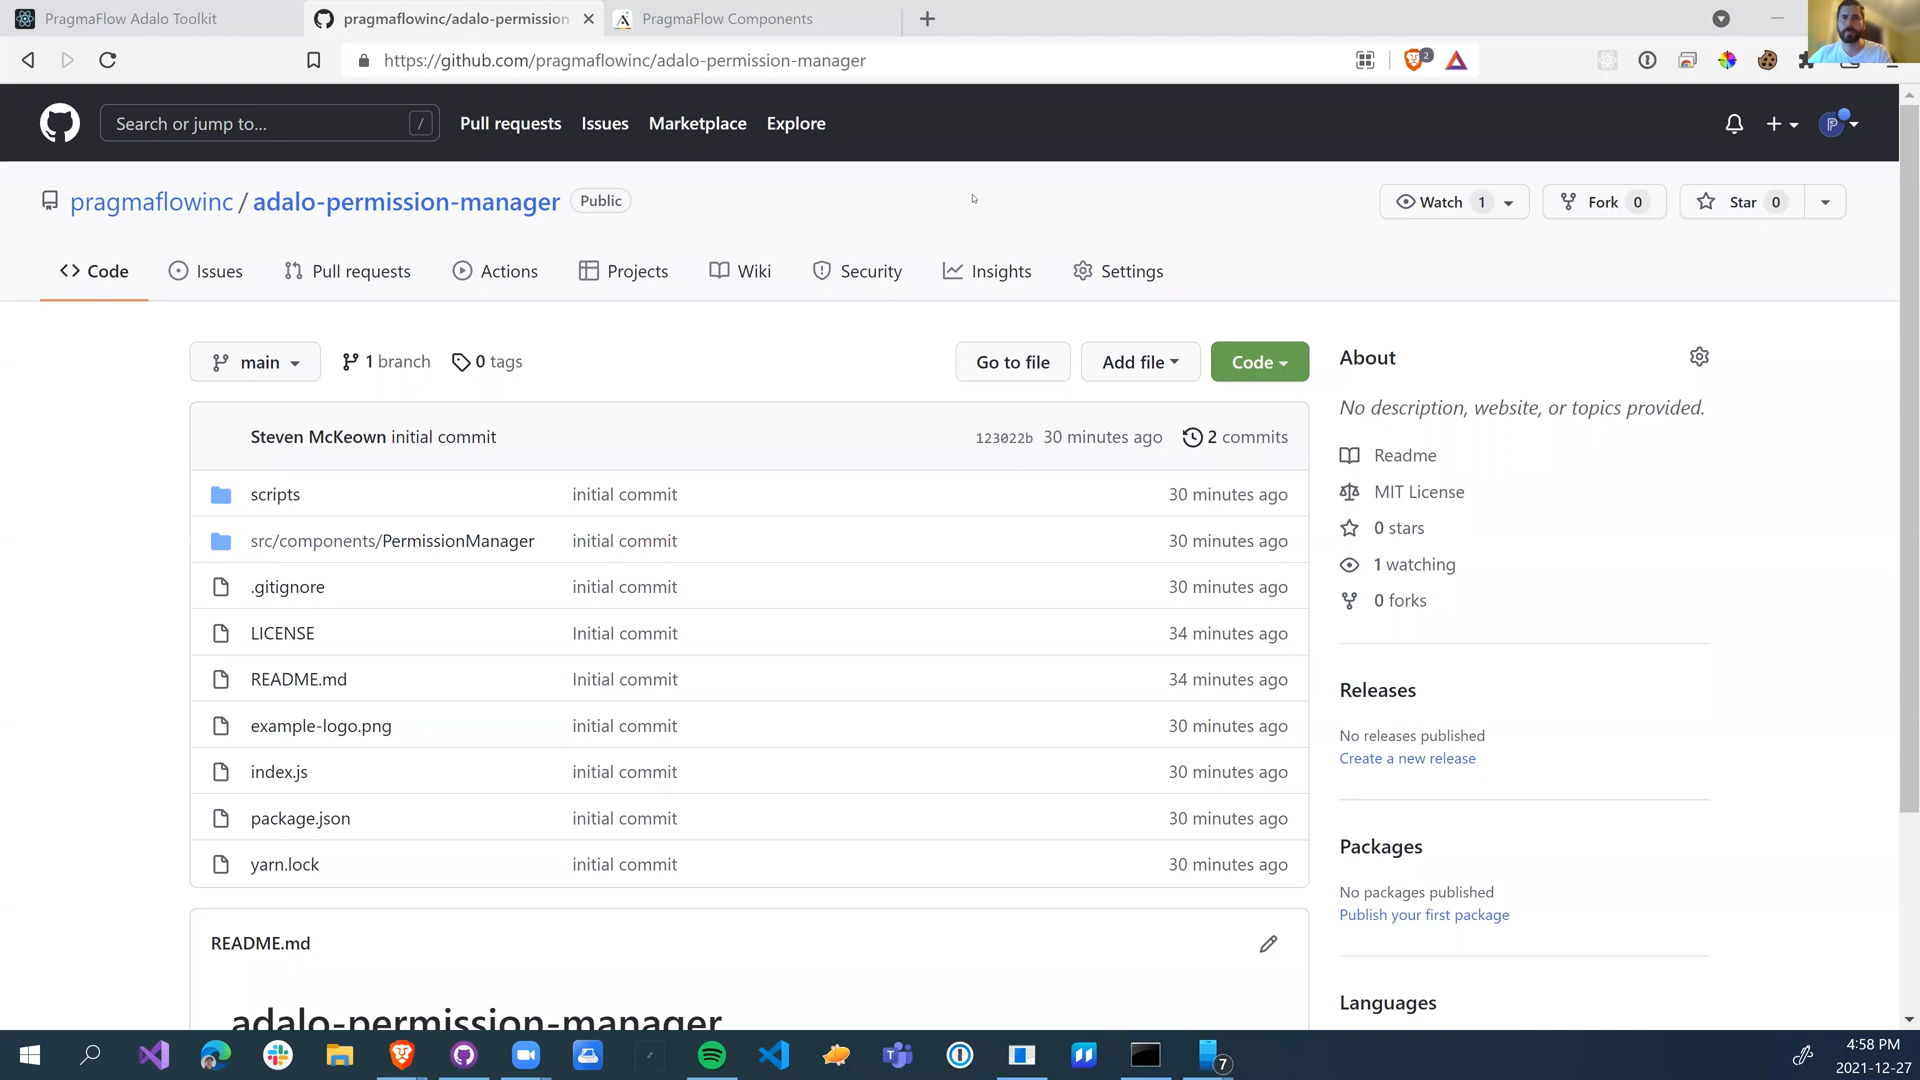 PragmaFlow Adalo Toolkit
pragmaflowinc/adalo-permission
PragmaFlow Components
https://github.com/pragmaflowinc/adalo-permission-manager
2
Search or jump to...
/
Pull requests
Issues
Marketplace
Explore
P
pragmaflowinc / adalo-permission-manager
Public
Watch 1
Fork 0
Star 0
Code
Issues
Pull requests
Actions
Projects
Wiki
Security
Insights
Settings
main
1 branch
0 tags
Go to file
Add file
Code
Steven McKeown initial commit
123022b 30 minutes ago
2 commits
scripts initial commit 30 minutes ago
src/components/PermissionManager initial commit 30 minutes ago
.gitignore initial commit 30 minutes ago
LICENSE Initial commit 34 minutes ago
README.md Initial commit 34 minutes ago
example-logo.png initial commit 30 minutes ago
index.js initial commit 30 minutes ago
package.json initial commit 30 minutes ago
yarn.lock initial commit 30 minutes ago
README.md
adalo-permission-manager
About
No description, website, or topics provided.
Readme
MIT License
0 stars
1 watching
0 forks
Releases
No releases published
Create a new release
Packages
No packages published
Publish your first package
Languages
7
4:58 PM
2021-12-27